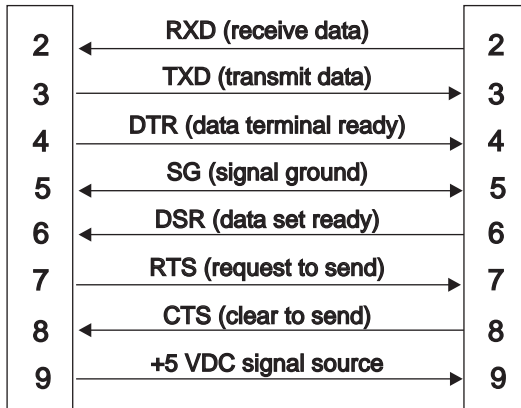 2 RXD (receive data) 2
3 TXD (transmit data) 3
4 DTR (data terminal ready) 4
5 SG (signal ground) 5
6 DSR (data set ready) 6
7 RTS (request to send) 7
8 CTS (clear to send) 8
9 +5 VDC signal source 9